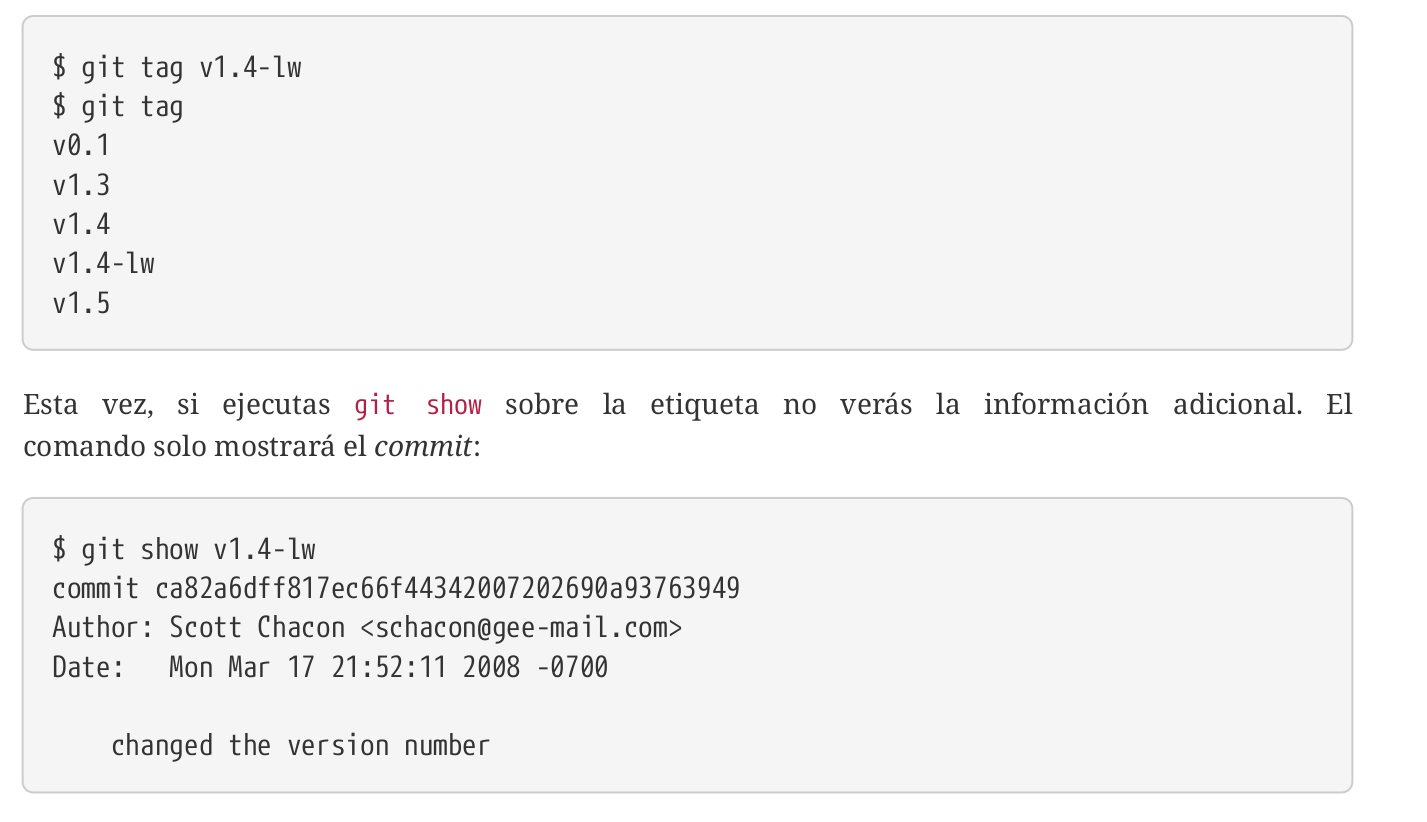 $ git tag v1.4-lw
$ git tag
v0.1
v1.3
v1.4
v1.4-lw
v1.5
Esta vez, si ejecutas git show sobre la etiqueta no verás la información adicional. El
comando solo mostrará el commit:
$ git show v1.4-lw
commit ca82a6dff817ec66f44342007202690a93763949
Author: Scott Chacon <schacon@gee-mail.com>
Date:   Mon Mar 17 21:52:11 2008 -0700
    changed the version number